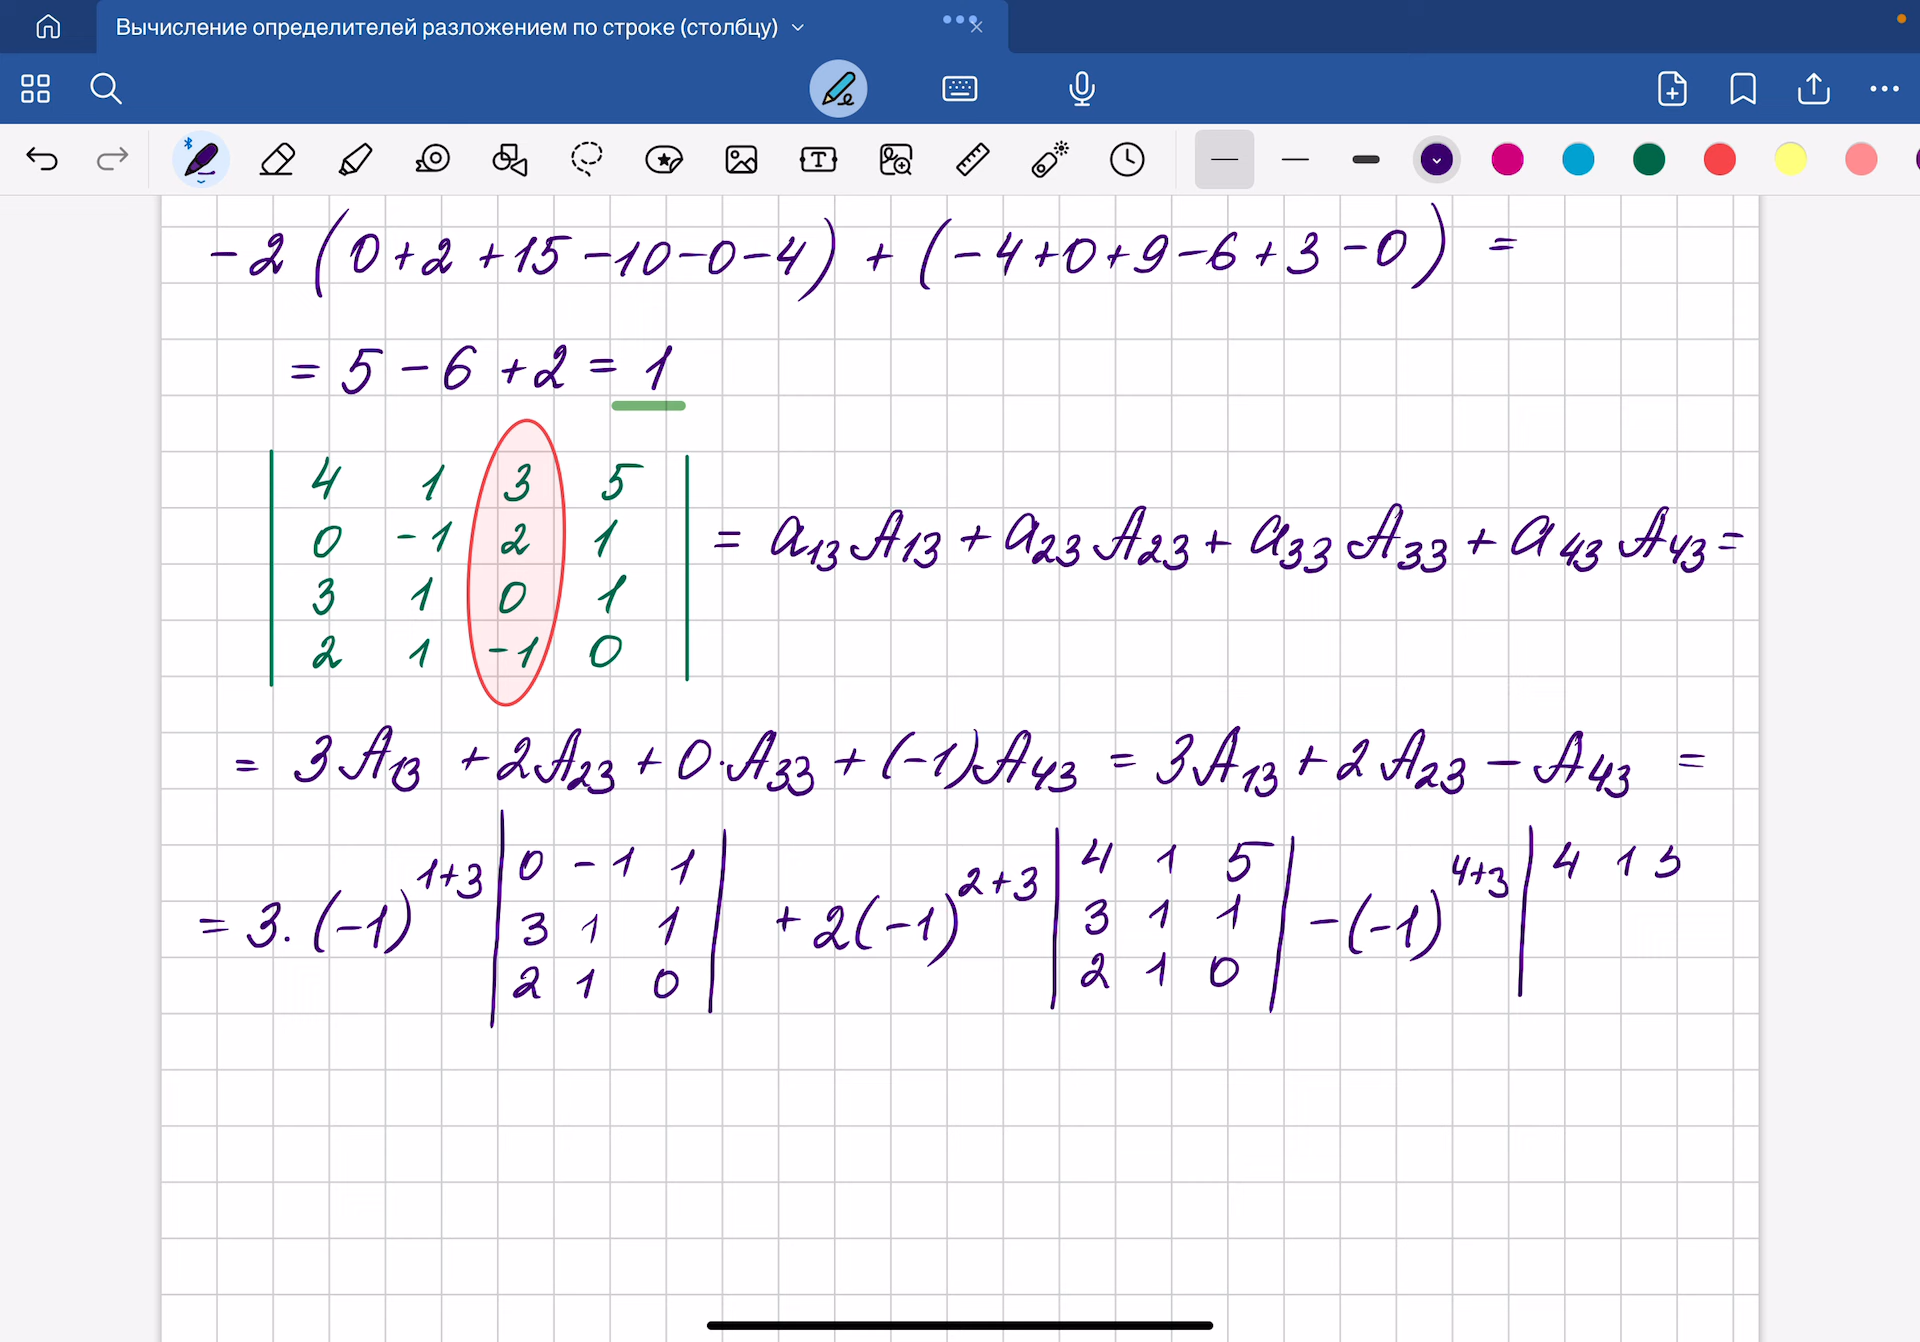 Вычисление определителей разложением по строке (столбцу)
-2 (0+2+15-10-0-4) + (-4+0+9-6+3-0) =
= 5 - 6 + 2 = 1
| 4 1 3 5 |
| 0 -1 2 1 | = a13 A13 + a23 A23 + a33 A33 + a43 A43 =
| 3 1 0 1 |
| 2 1 -1 0 |
= 3A13 + 2A23 + 0·A33 + (-1)A43 = 3A13 + 2A23 - A43 =
= 3·(-1)^1+3 | 0 -1 1 | + 2(-1)^2+3 | 4 1 5 | - (-1)^4+3 | 4 1 5
| 3 1 1 | | 3 1 1 |
| 2 1 0 | | 2 1 0 |